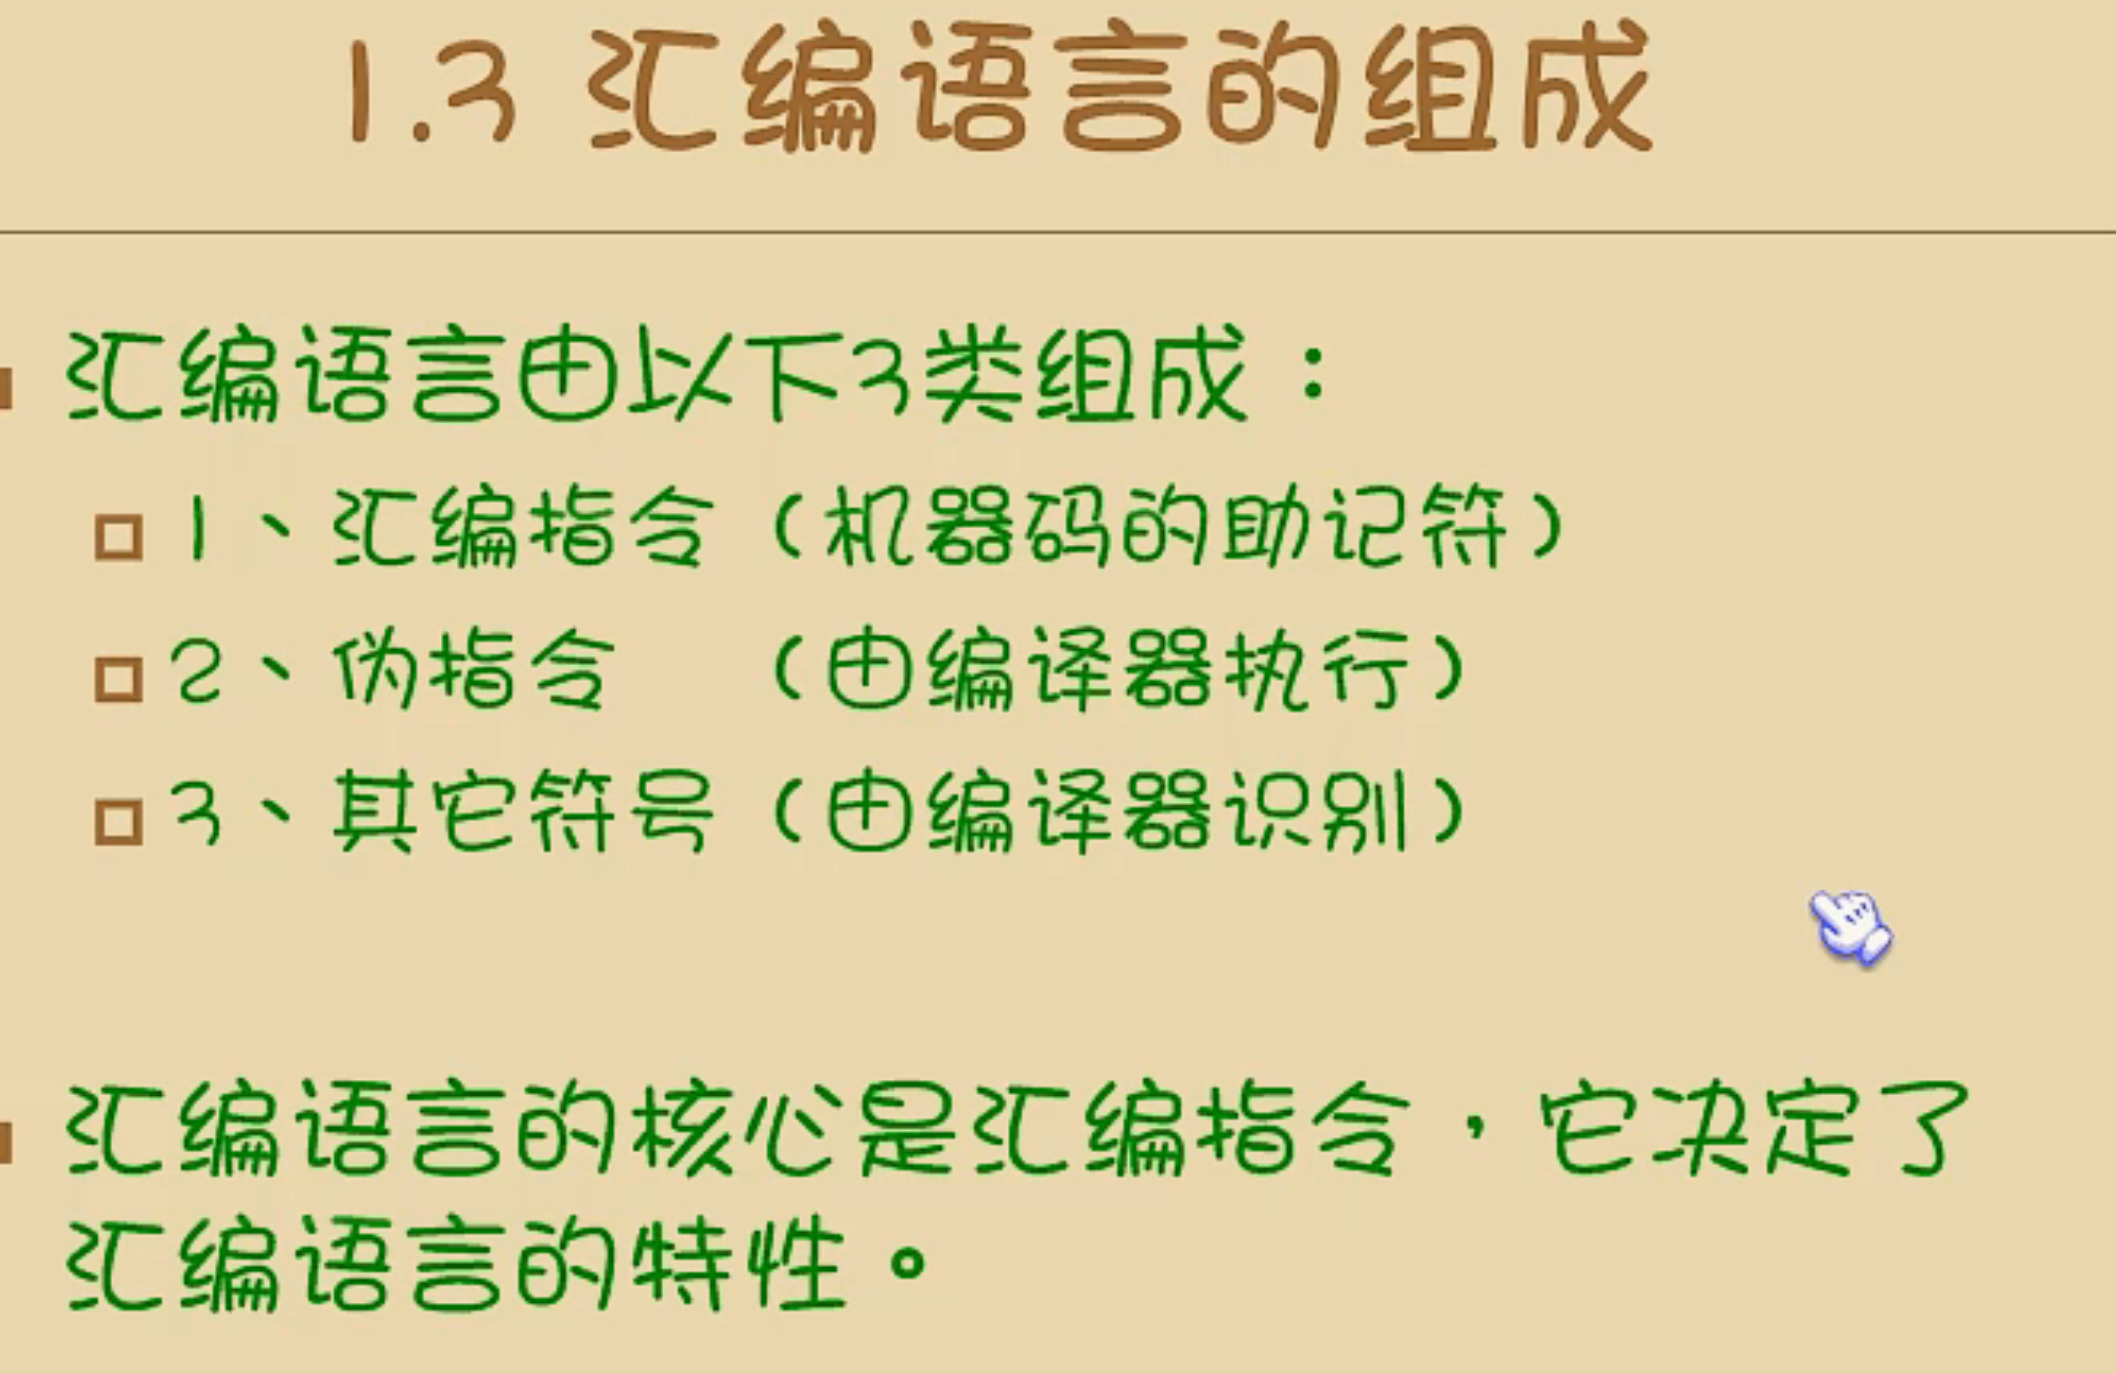 1.3 汇编语言的组成
汇编语言由以下3类组成：
1、汇编指令（机器码的助记符）
2、伪指令　（由编译器执行）
3、其它符号（由编译器识别）
汇编语言的核心是汇编指令，它决定了
汇编语言的特性。